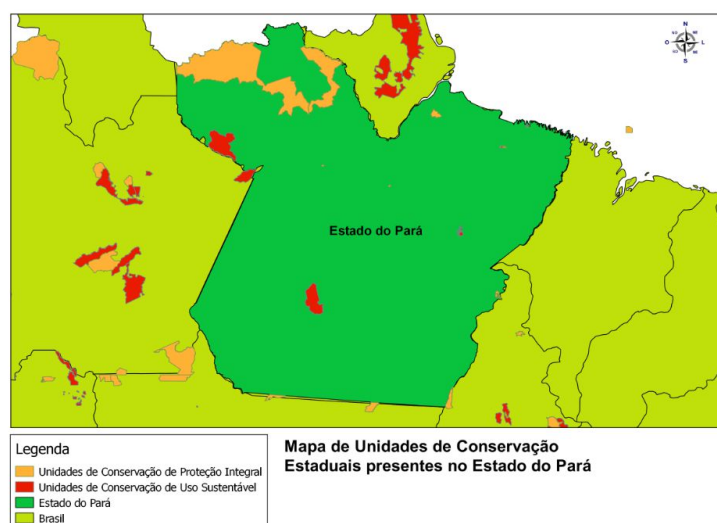 N
O L
S
Estado do Pará
Legenda
Unidades de Conservação de Proteção Integral
Unidades de Conservação de Uso Sustentável
Estado do Pará
Brasil
Mapa de Unidades de Conservação
Estaduais presentes no Estado do Pará